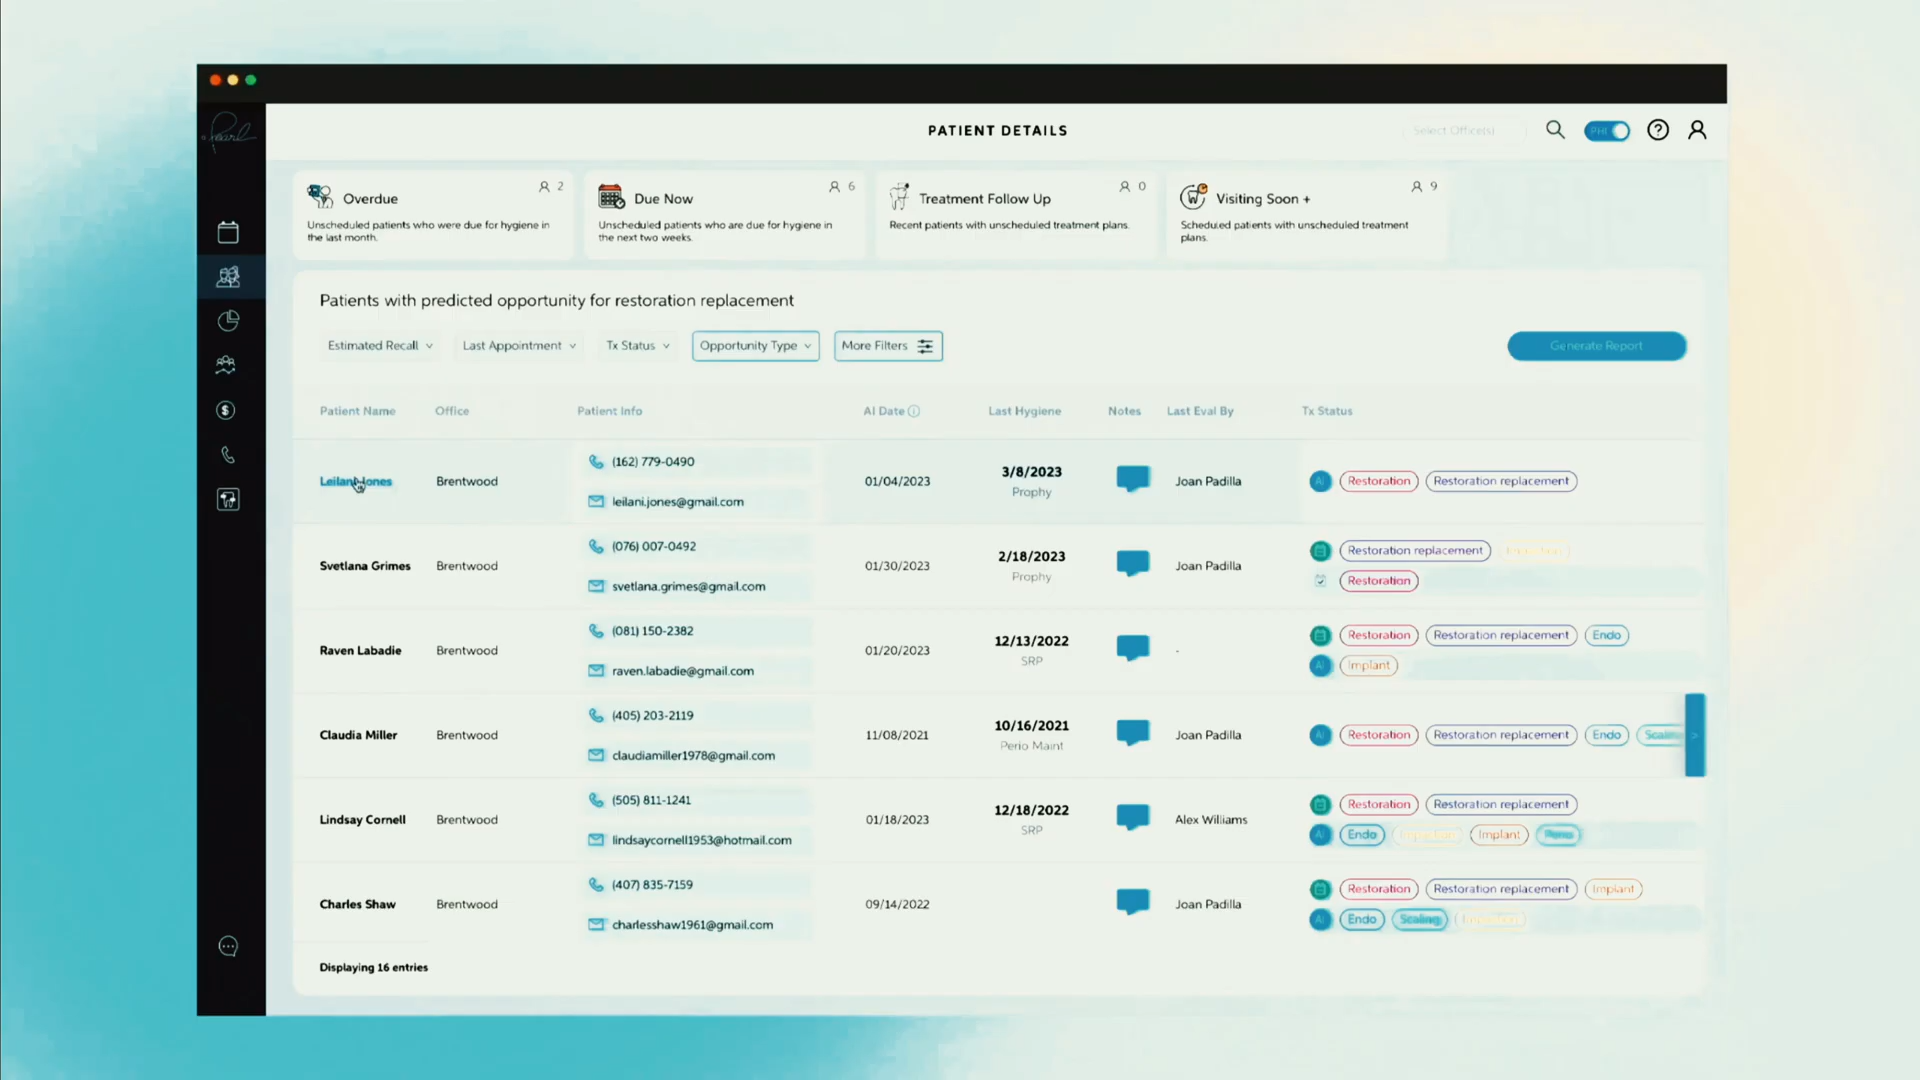 Pearl
PATIENT DETAILS
Select Office(s)
PHI
Overdue
2
Unscheduled patients who were due for hygiene in
the last month.
Due Now
6
Unscheduled patients who are due for hygiene in
the next two weeks.
Treatment Follow Up
0
Recent patients with unscheduled treatment plans.
Visiting Soon +
9
Scheduled patients with unscheduled treatment
plans.
Patients with predicted opportunity for restoration replacement
Estimated Recall
Last Appointment
Tx Status
Opportunity Type
More Filters
Generate Report
Patient Name
Office
Patient Info
AI Date
Last Hygiene
Notes
Last Eval By
Tx Status
Leilani Jones
Brentwood
(162) 779-0490
leilani.jones@gmail.com
01/04/2023
3/8/2023
Prophy
Joan Padilla
AI
Restoration
Restoration replacement
Svetlana Grimes
Brentwood
(076) 007-0492
svetlana.grimes@gmail.com
01/30/2023
2/18/2023
Prophy
Joan Padilla
Restoration replacement
Restoration
Raven Labadie
Brentwood
(081) 150-2382
raven.labadie@gmail.com
01/20/2023
12/13/2022
SRP
-
Restoration
Restoration replacement
Endo
AI
Implant
Claudia Miller
Brentwood
(405) 203-2119
claudiamiller1978@gmail.com
11/08/2021
10/16/2021
Perio Maint
Joan Padilla
AI
Restoration
Restoration replacement
Endo
>
Lindsay Cornell
Brentwood
(505) 811-1241
lindsaycornell1953@hotmail.com
01/18/2023
12/18/2022
SRP
Alex Williams
Restoration
Restoration replacement
AI
Endo
Implant
Perio
Charles Shaw
Brentwood
(407) 835-7159
charlesshaw1961@gmail.com
09/14/2022
Joan Padilla
Restoration
Restoration replacement
Implant
AI
Endo
Scaling
Displaying 16 entries